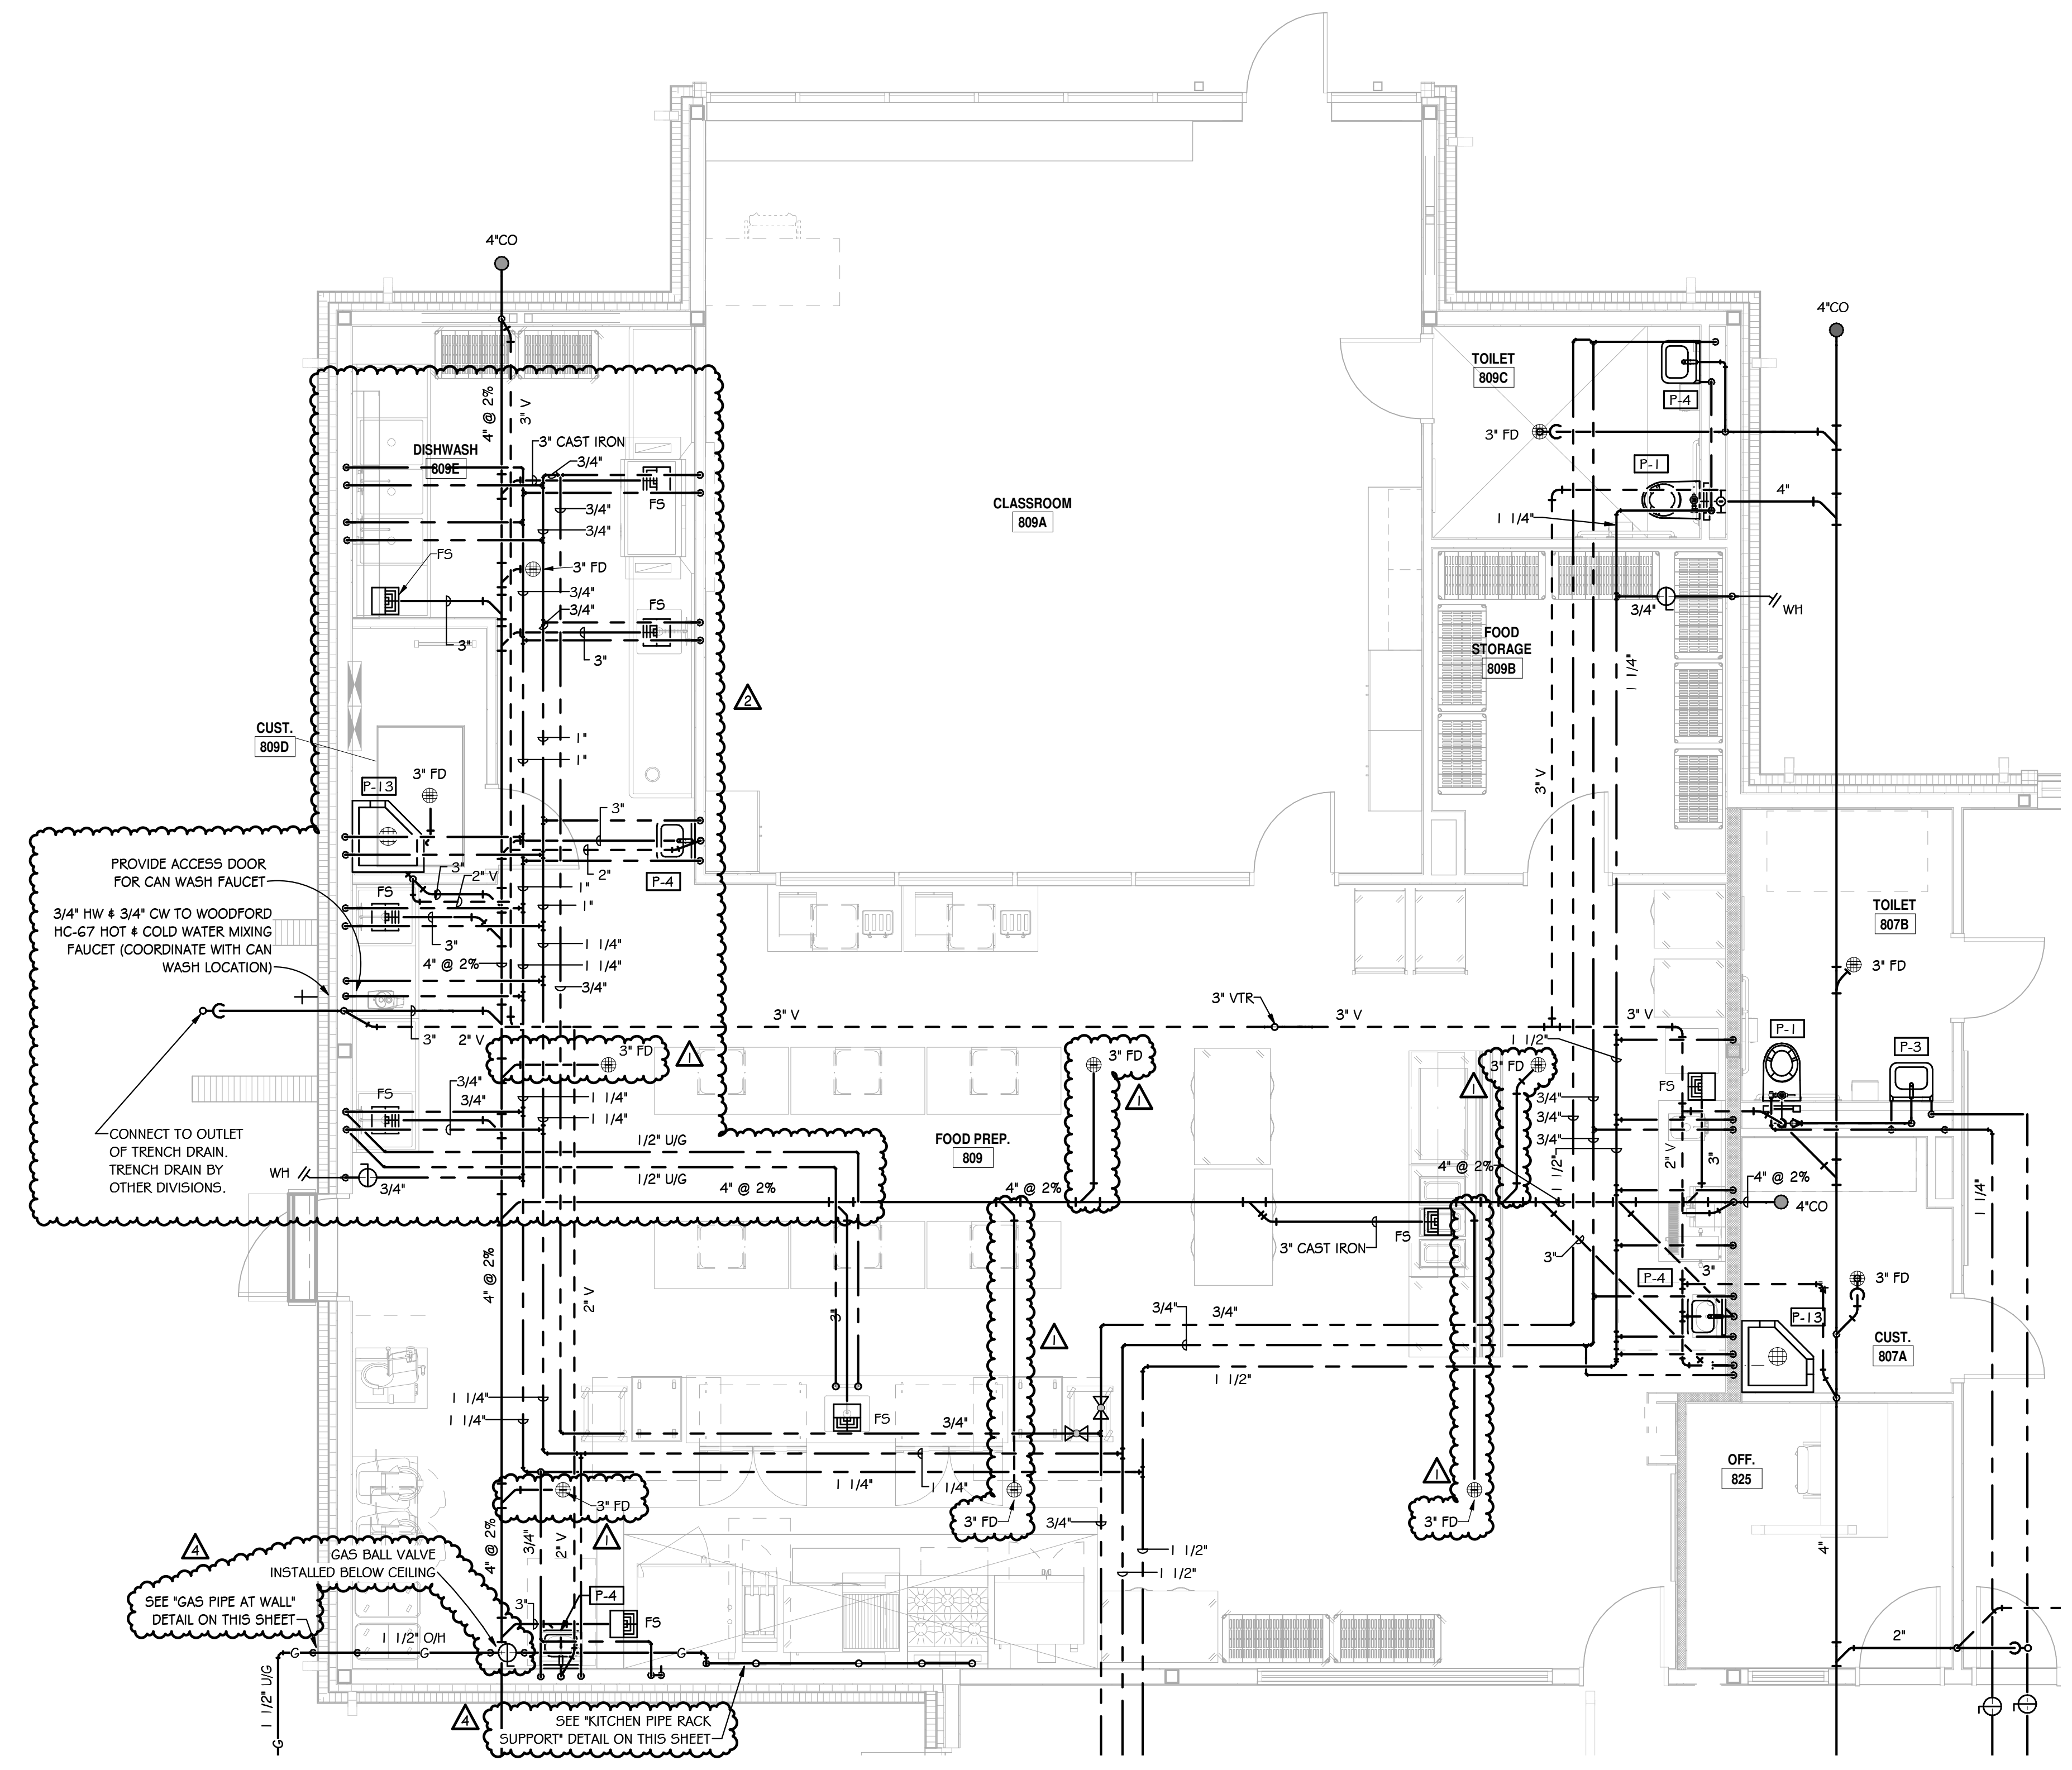 4"CO
4"CO
4" @ 2%
3" V
3" CAST IRON
3/4"
DISHWASH
809E
FS
3/4"
3/4"
FS
3" FD
3/4"
3/4"
FS
3"
3"
TOILET
809C
P-4
3" FD
P-1
4"
1 1/4"
CLASSROOM
809A
3/4"
WH
FOOD
STORAGE
809B
1 1/4"
3" V
2
CUST.
809D
1"
1"
P-13
3" FD
3"
2"
P-4
3"
2" V
1"
1"
FS
3"
4" @ 2%
1 1/4"
1 1/4"
3/4"
PROVIDE ACCESS DOOR
FOR CAN WASH FAUCET
3/4" HW & 3/4" CW TO WOODFORD
HC-67 HOT & COLD WATER MIXING
FAUCET (COORDINATE WITH CAN
WASH LOCATION)
TOILET
807B
3" FD
3" VTR
3" V
3" V
3" V
3"
2" V
3" FD
1
3" FD
1
3" FD
1
1 1/2"
P-1
P-3
FS
3/4"
3/4"
FS
1 1/4"
1 1/4"
3/4"
3/4"
3/4"
1 1/2"
2" V
3"
CONNECT TO OUTLET
OF TRENCH DRAIN.
TRENCH DRAIN BY
OTHER DIVISIONS.
1/2" U/G
1/2" U/G
FOOD PREP.
809
WH
3/4"
4" @ 2%
4" @ 2%
4" @ 2%
4" @ 2%
4"CO
1 1/4"
3" CAST IRON
FS
3"
3"
P-4
3" FD
P-13
CUST.
807A
4" @ 2%
2" V
3"
3/4"
3/4"
1
1 1/2"
1 1/4"
1 1/4"
FS
3/4"
1 1/4"
1 1/4"
3" FD
1
3" FD
3/4"
1
3" FD
OFF.
825
4" @ 2%
3/4"
2" V
1 1/2"
1 1/2"
4"
4
GAS BALL VALVE
INSTALLED BELOW CEILING
SEE "GAS PIPE AT WALL"
DETAIL ON THIS SHEET
P-4
3"
FS
G
1 1/2" O/H
G
G
2"
1 1/2" U/G
G
4
SEE "KITCHEN PIPE RACK
SUPPORT" DETAIL ON THIS SHEET